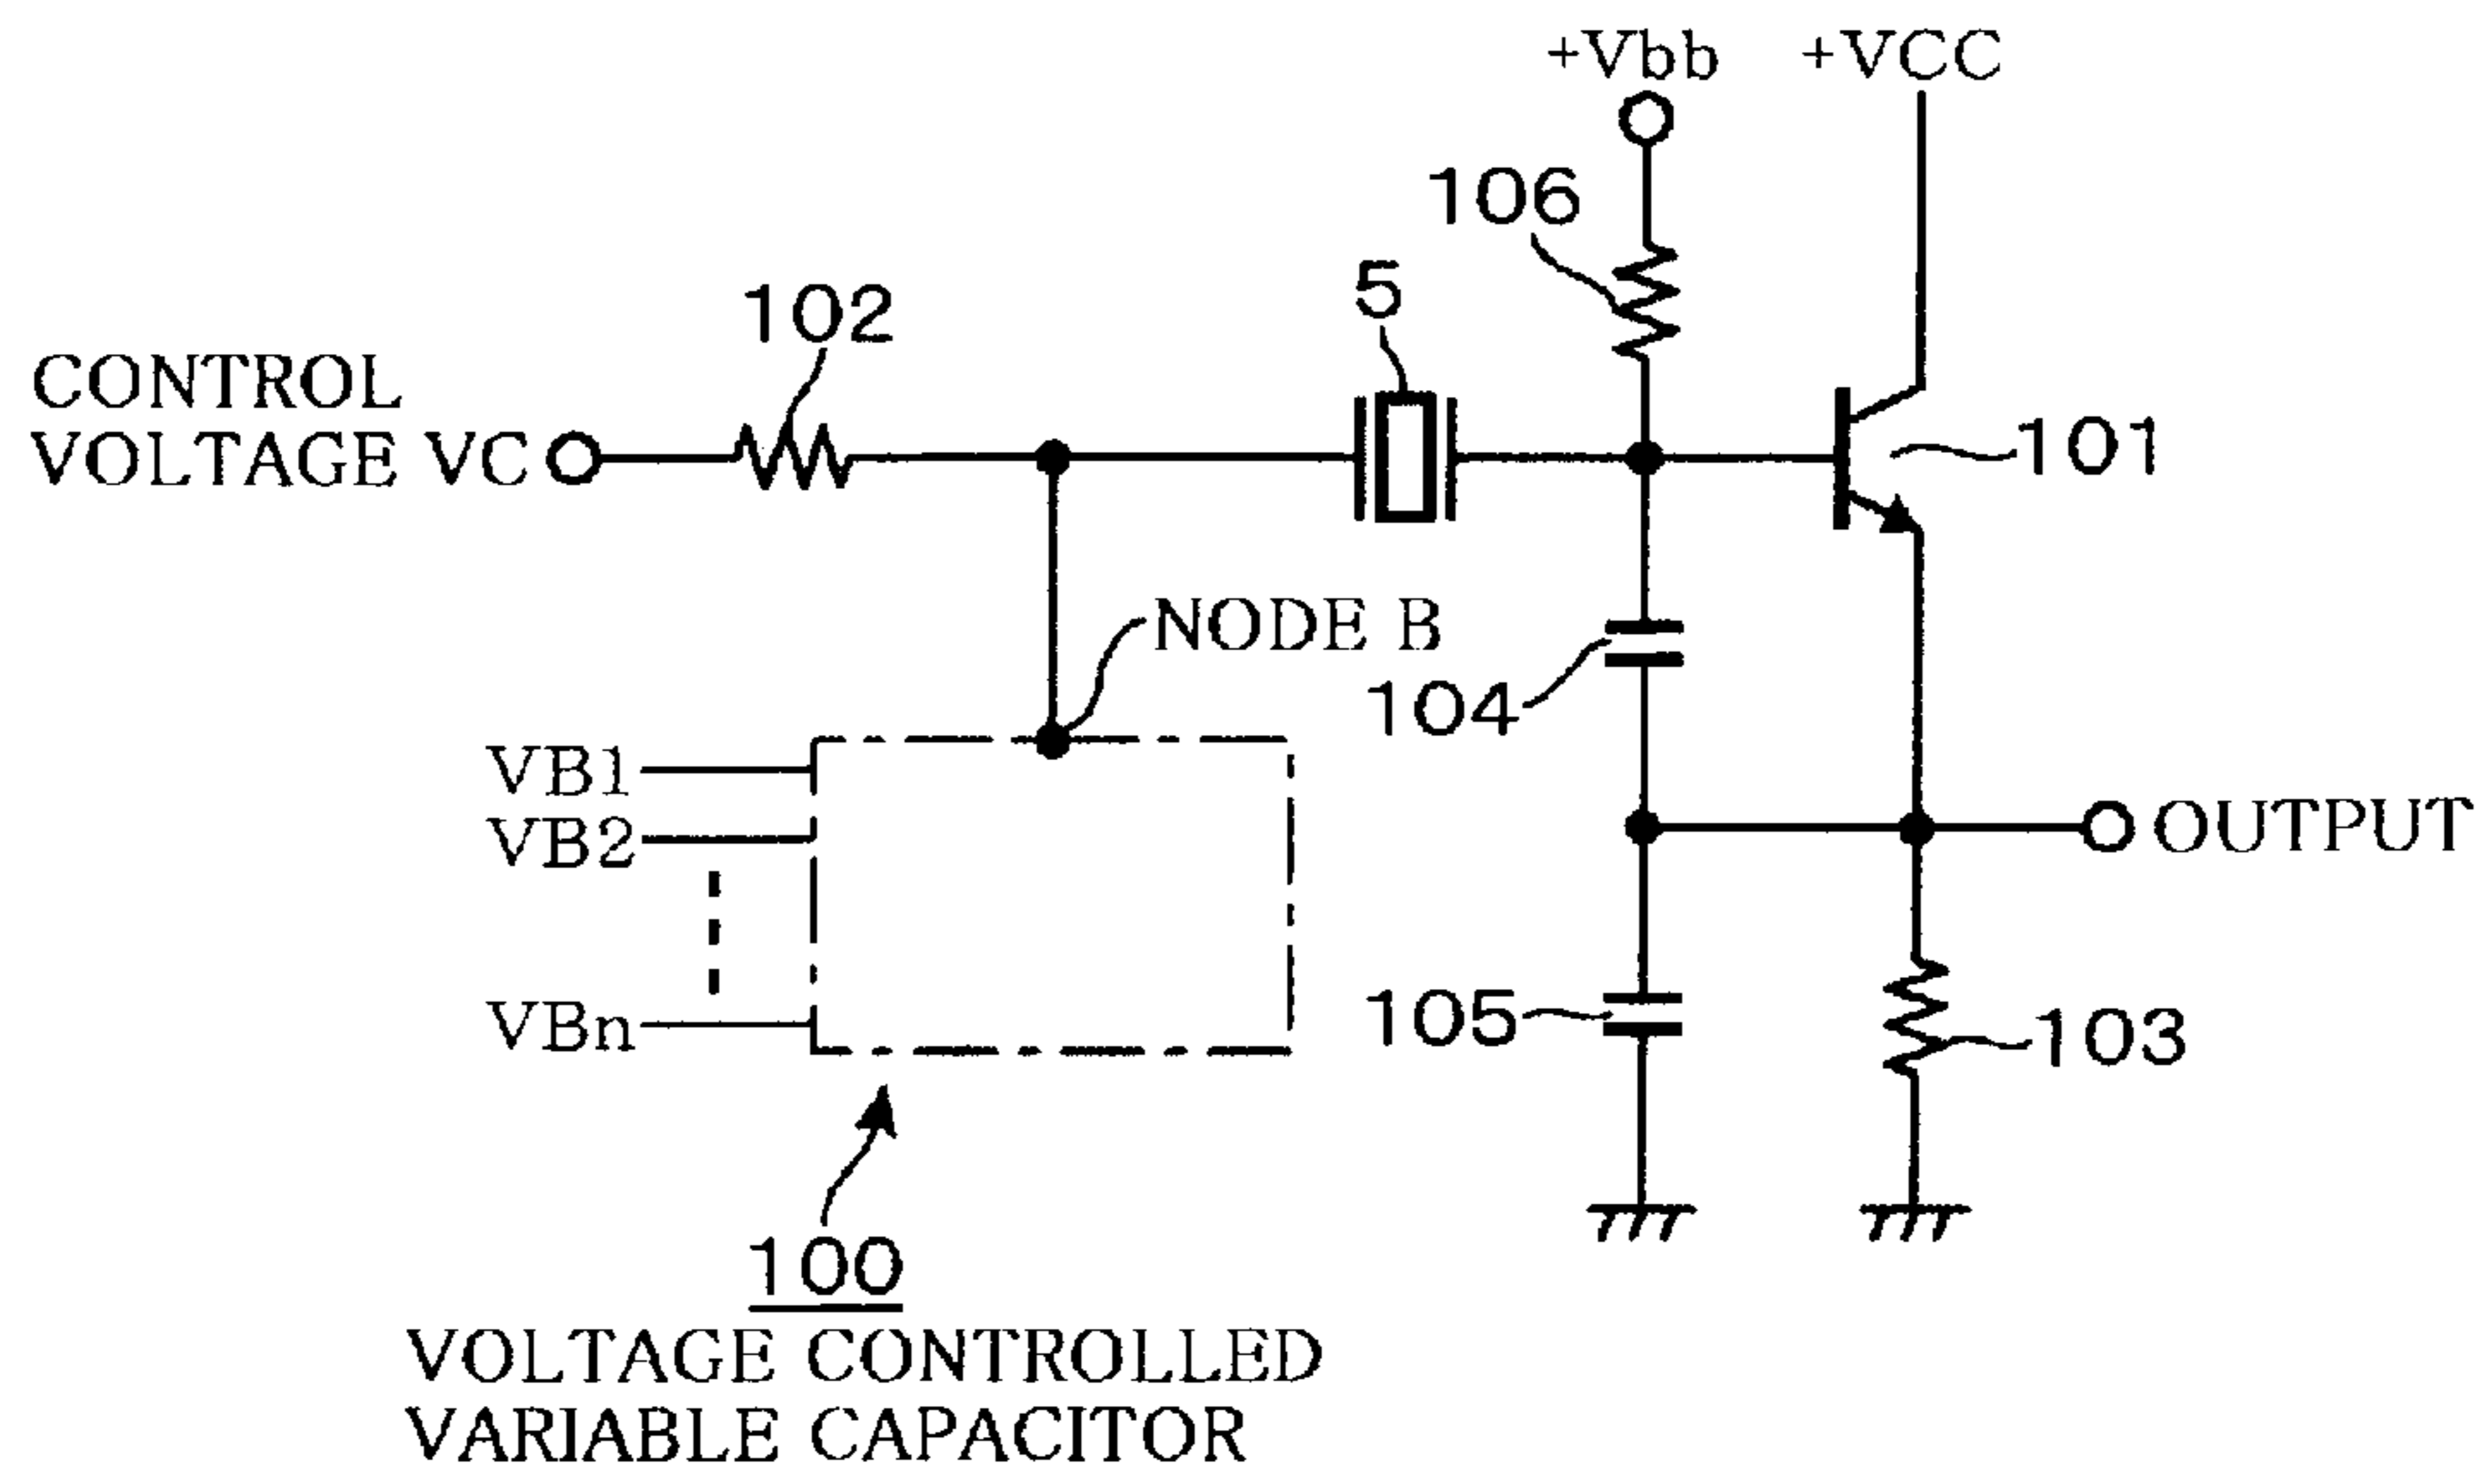 +Vbb +VCC
106
5
102
CONTROL
VOLTAGE VC
101
NODE B
104
VB1
VB2
OUTPUT
VBn
105
103
100
VOLTAGE CONTROLLED
VARIABLE CAPACITOR